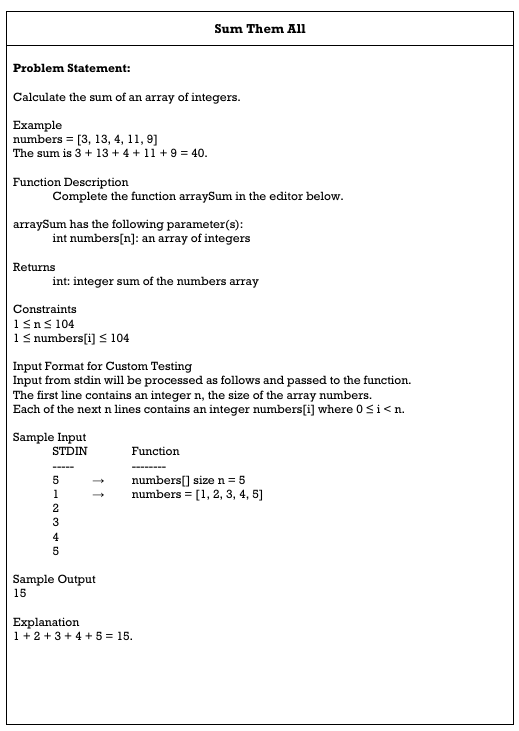 Sum Them All
Problem Statement:
Calculate the sum of an array of integers.
Example
numbers = [3, 13, 4, 11, 9]
The sum is 3 + 13 + 4 + 11 + 9 = 40.
Function Description
Complete the function arraySum in the editor below.
arraySum has the following parameter(s):
int numbers[n]: an array of integers
Returns
int: integer sum of the numbers array
Constraints
1 ≤ n ≤ 104
1 ≤ numbers[i] ≤ 104
Input Format for Custom Testing
Input from stdin will be processed as follows and passed to the function.
The first line contains an integer n, the size of the array numbers.
Each of the next n lines contains an integer numbers[i] where 0 ≤ i < n.
Sample Input
STDIN Function
----- --------
5 → numbers[] size n = 5
1 → numbers = [1, 2, 3, 4, 5]
2
3
4
5
Sample Output
15
Explanation
1 + 2 + 3 + 4 + 5 = 15.